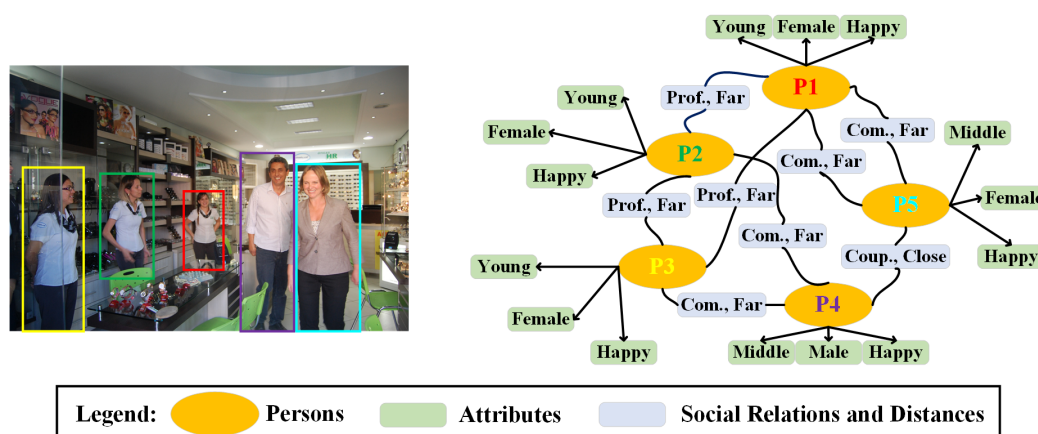 Young Female Happy
P1
Prof., Far
Young
Com., Far
Middle
Female
P2
Com., Far
Happy
Female
P5
Prof., Far
Prof., Far
Com., Far
Happy
Coup., Close
Young
P3
Com., Far
P4
Female
Happy
Middle Male Happy
Legend: Persons Attributes Social Relations and Distances